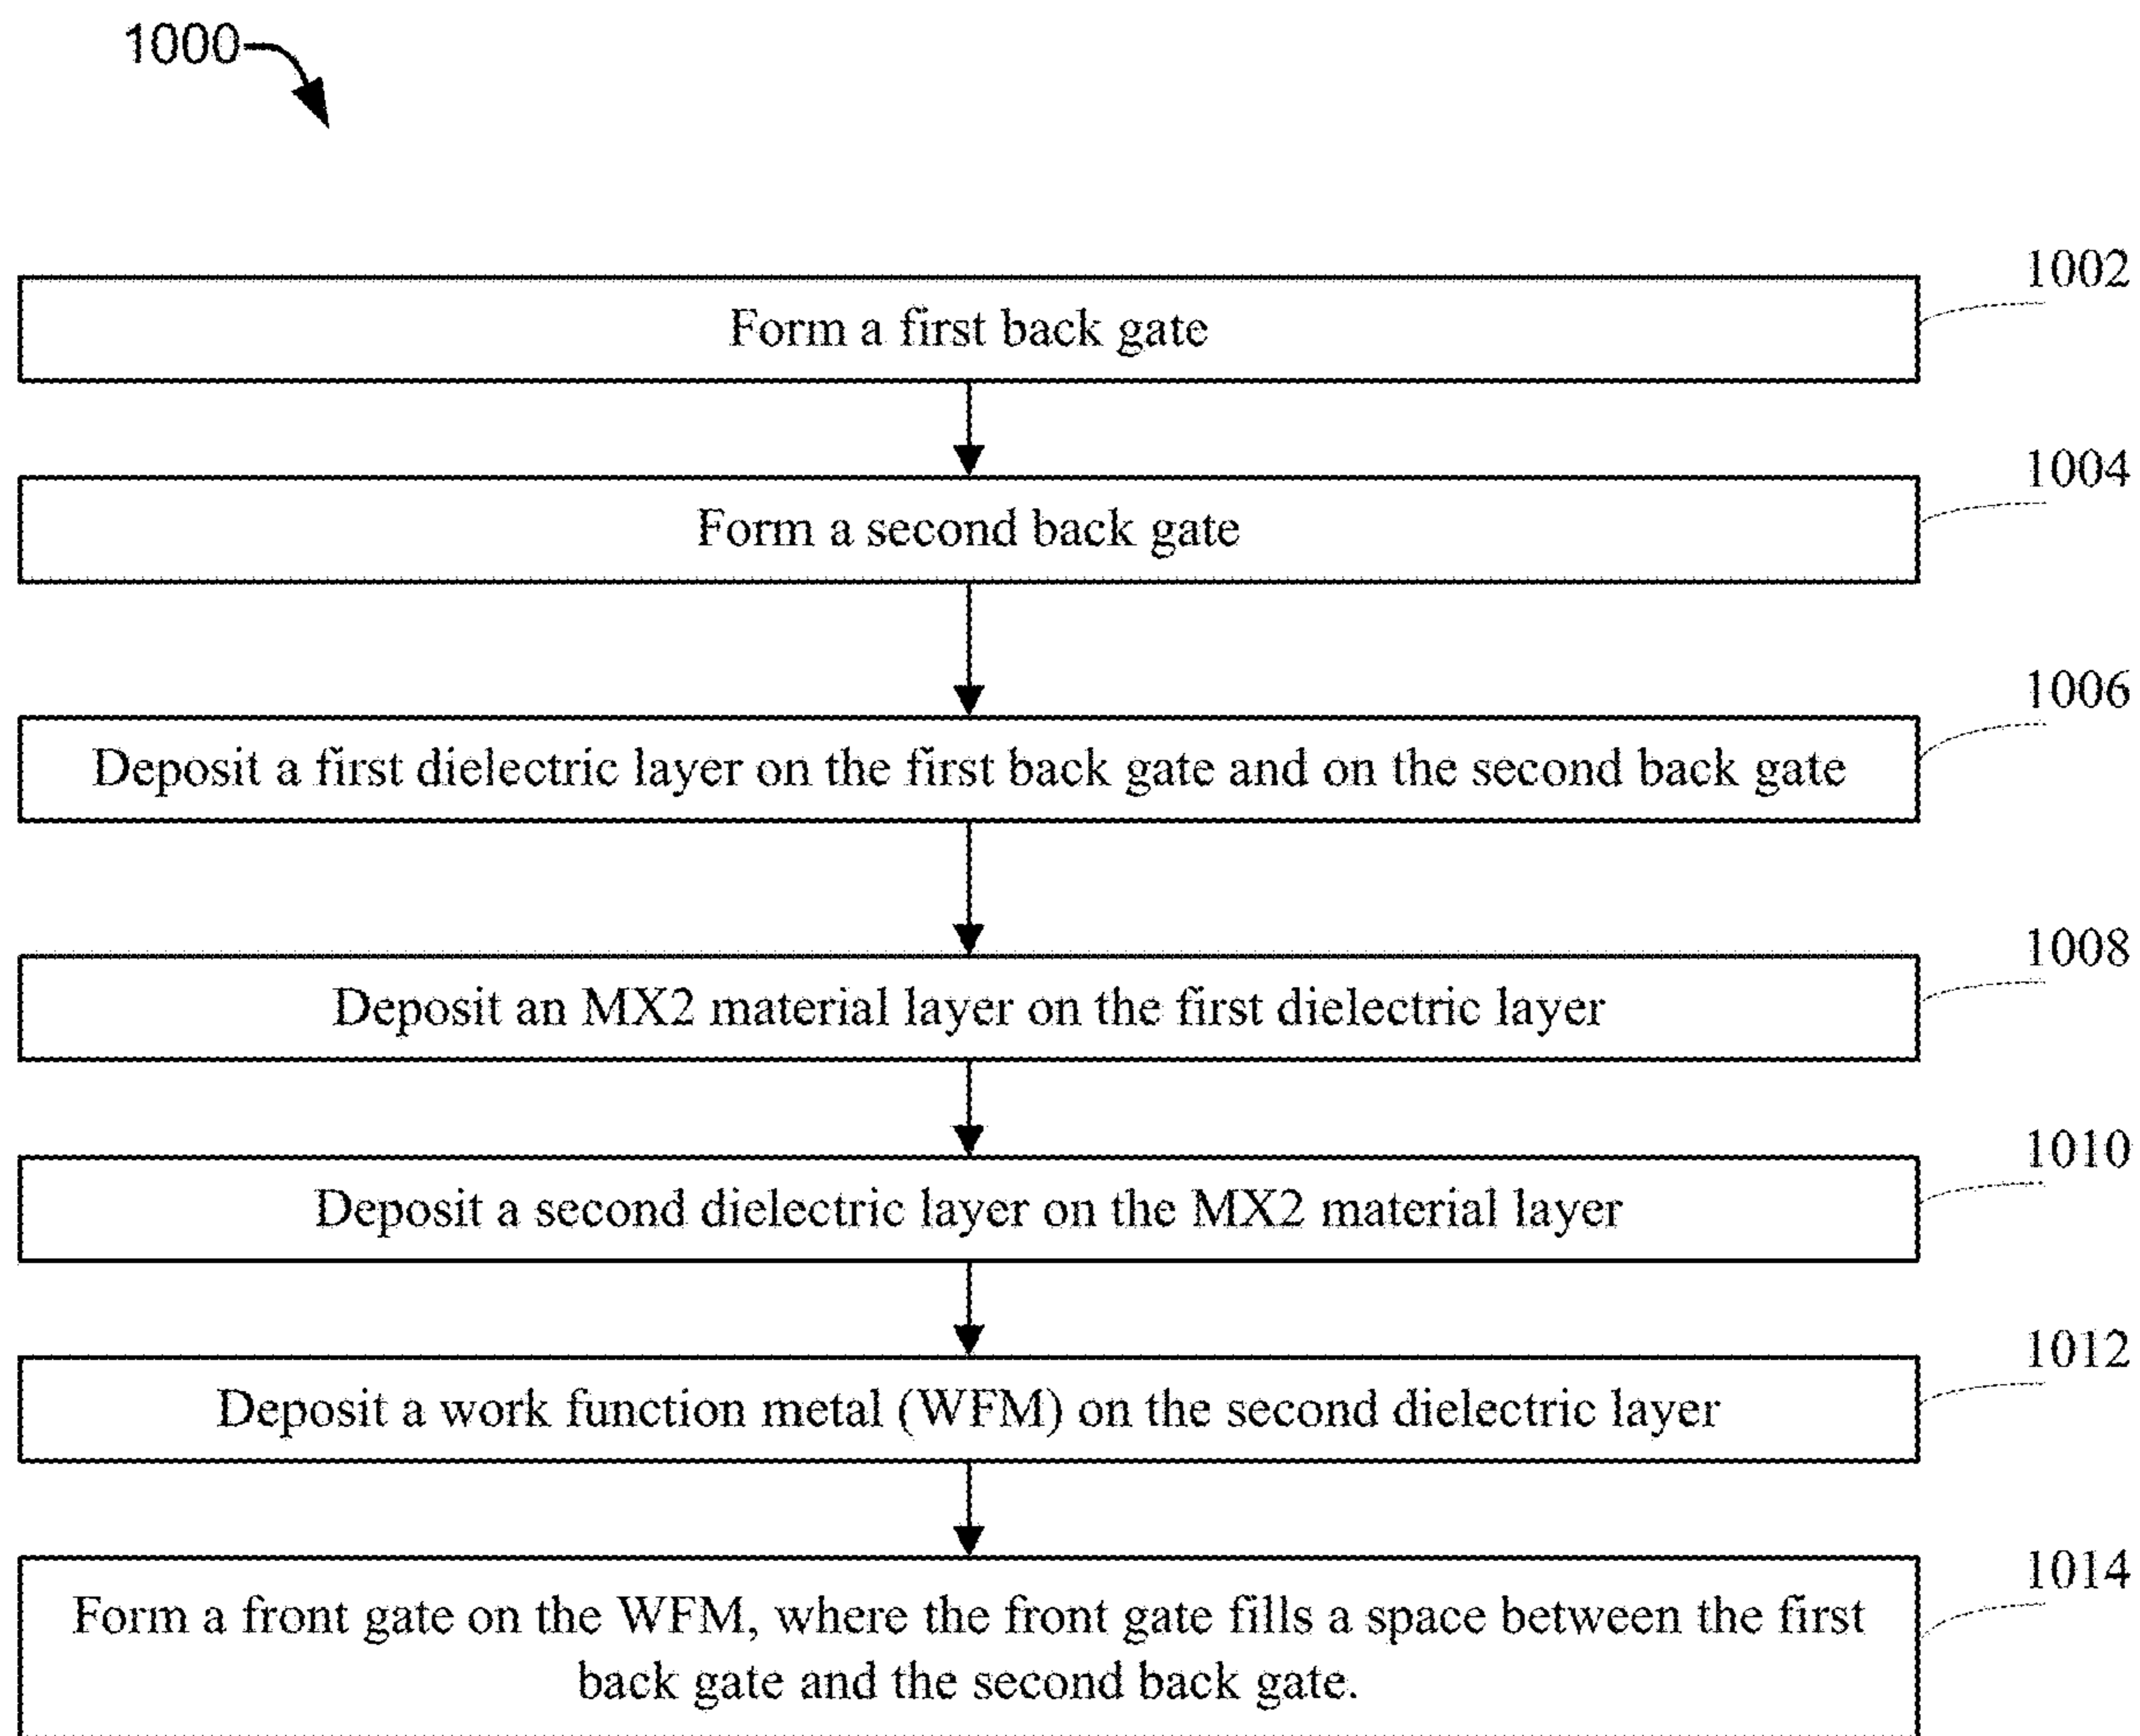 1000
1002
Form a first back gate
1004
Form a second back gate
1006
Deposit a first dielectric layer on the first back gate and on the second back gate
1008
Deposit an MX2 material layer on the first dielectric layer
1010
Deposit a second dielectric layer on the MX2 material layer
1012
Deposit a work function metal (WFM) on the second dielectric layer
1014
Form a front gate on the WFM, where the front gate fills a space between the first
back gate and the second back gate.